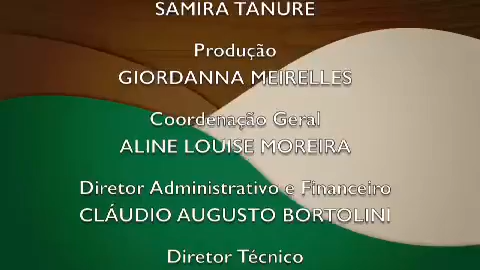 SAMIRA TANURE
Produção
GIORDANNA MEIRELLES
Coordenação Geral
ALINE LOUISE MOREIRA
Diretor Administrativo e Financeiro
CLÁUDIO AUGUSTO BORTOLINI
Diretor Técnico